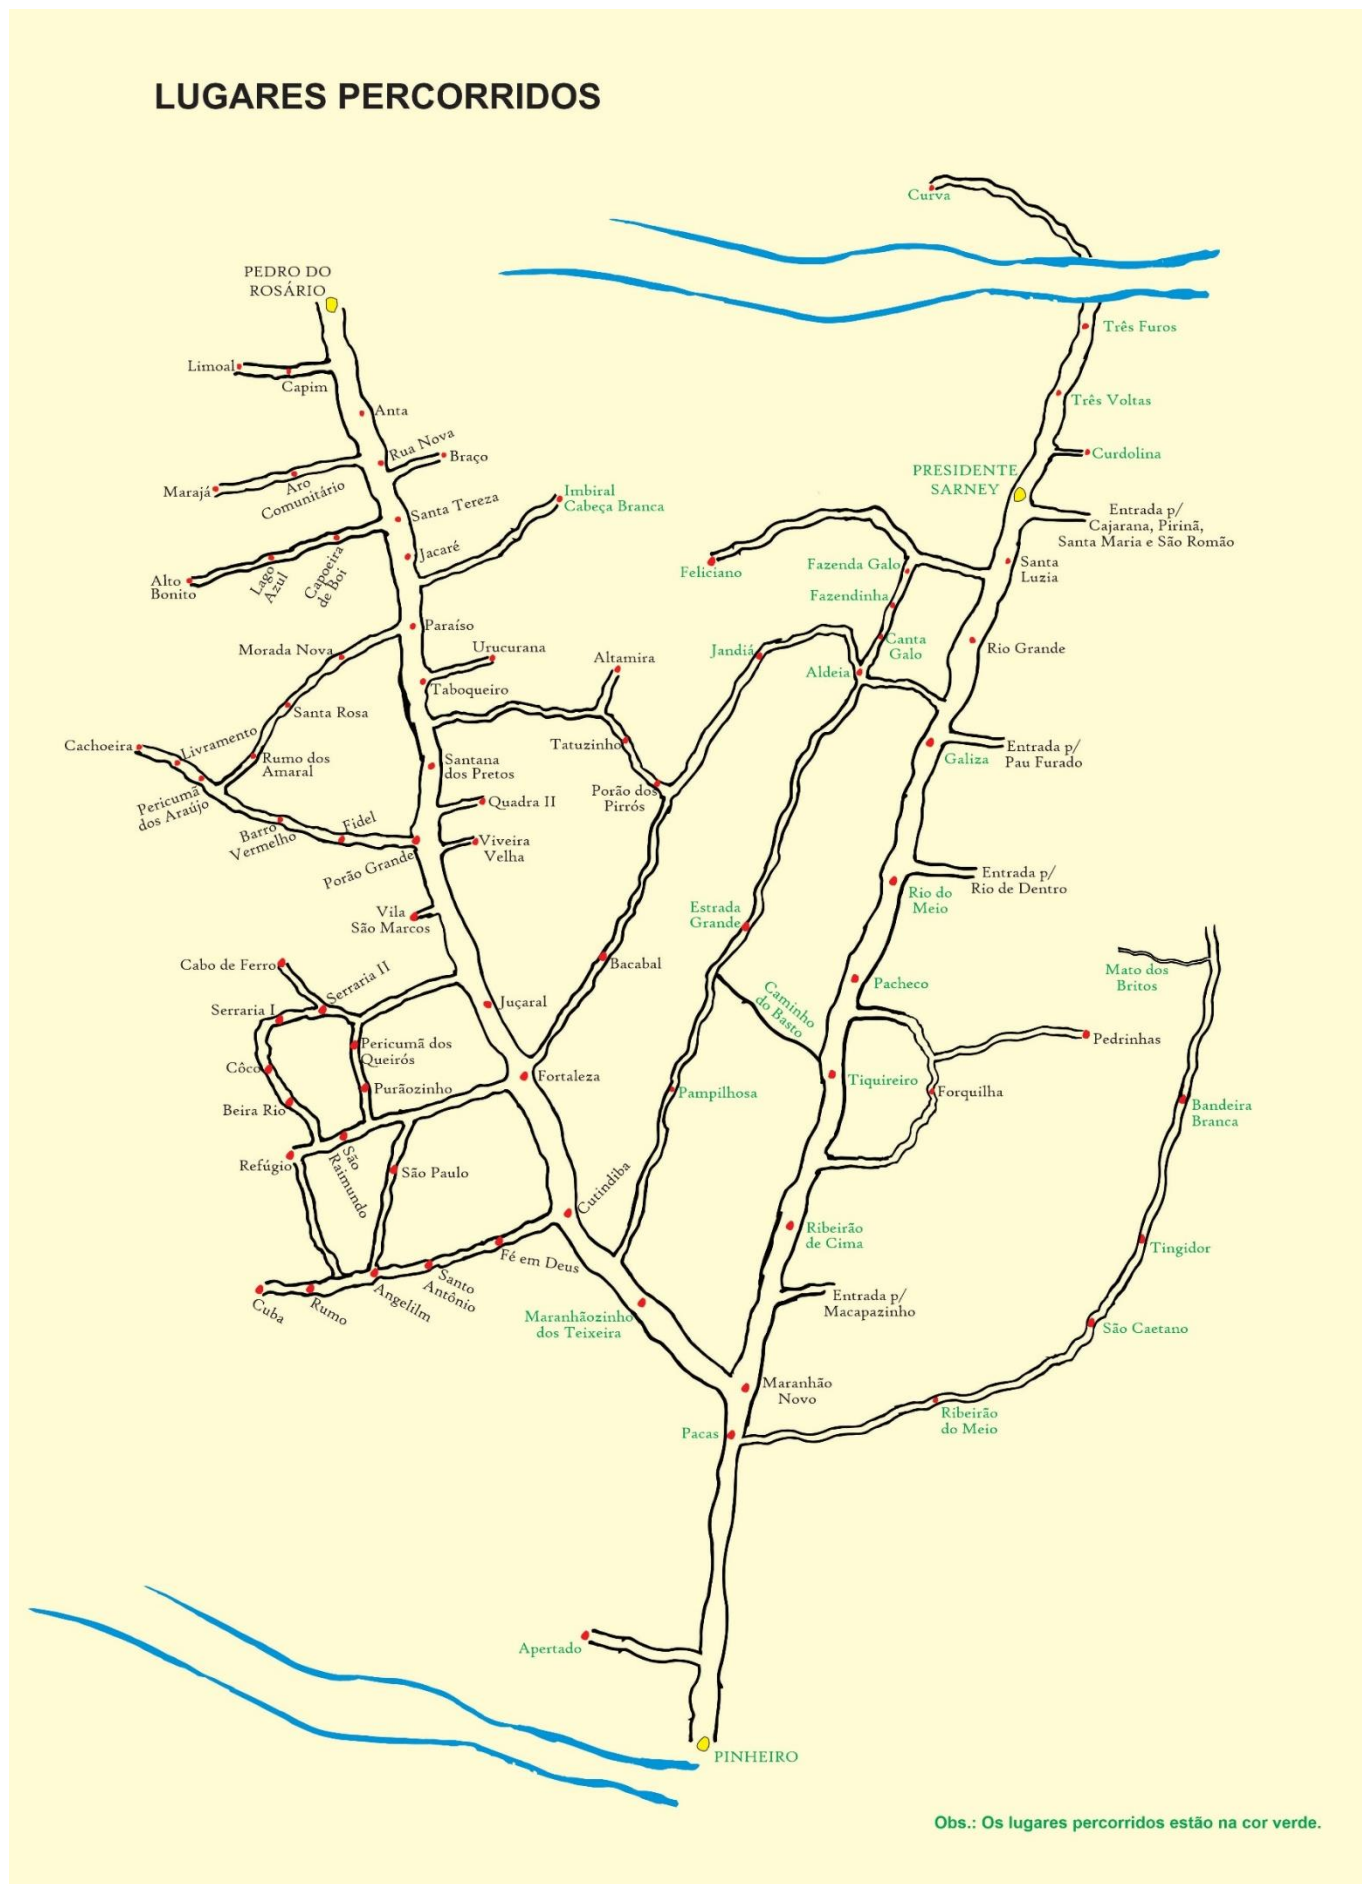 LUGARES PERCORRIDOS
Curva
PEDRO DO
ROSÁRIO
Três Furos
Limoal
Capim
Três Voltas
Anta
Rua Nova
Braço
Curdolina
PRESIDENTE
SARNEY
Marajá
Aro
Comunitário
Imbiral
Cabeça Branca
Santa Tereza
Entrada p/
Cajarana, Pirinã,
Santa Maria e São Romão
Jacaré
Alto
Bonito
Lago
Azul
Capoeira
de Boi
Feliciano
Fazenda Galo
Santa
Luzia
Fazendinha
Paraíso
Morada Nova
Urucurana
Altamira
Jandiá
Canta
Galo
Rio Grande
Aldeia
Taboqueiro
Santa Rosa
Cachoeira
Livramento
Rumo dos
Amaral
Tatuzinho
Entrada p/
Pau Furado
Galiza
Santana
dos Pretos
Pericumã
dos Araújo
Quadra II
Porão dos
Pirrós
Barro
Vermelho
Fidel
Porão Grande
Viveira
Velha
Entrada p/
Rio de Dentro
Rio do
Meio
Vila
São Marcos
Estrada
Grande
Cabo de Ferro
Serraria II
Bacabal
Mato dos
Britos
Pacheco
Serraria I
Juçaral
Caminho
do Basto
Pericumã dos
Queirós
Pedrinhas
Côco
Fortaleza
Tiquireiro
Purãozinho
Pampilhosa
Forquilha
Beira Rio
Bandeira
Branca
Refúgio
São
Raimundo
São Paulo
Cutindiba
Ribeirão
de Cima
Tingidor
Fé em Deus
Santo
Antônio
Angelilm
Cuba
Rumo
Entrada p/
Macapazinho
Maranhãozinho
dos Teixeira
São Caetano
Maranhão
Novo
Ribeirão
do Meio
Pacas
Apertado
PINHEIRO
Obs.: Os lugares percorridos estão na cor verde.